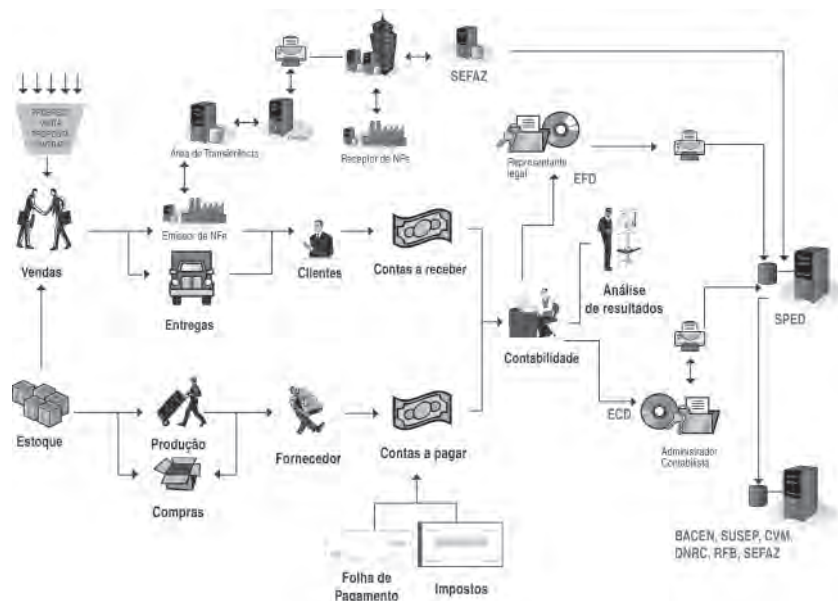 SEFAZ
Área de Transferência
Receptor de NFe
Representante
legal
EFD
PROPOSTA
Emissor de NFe
Vendas
Clientes
Contas a receber
Análise
de resultados
Entregas
SPED
Contabilidade
Estoque
Produção
Fornecedor
Contas a pagar
ECD
Administrador
Contabilista
Compras
BACEN, SUSEP, CVM,
DNRC, RFB, SEFAZ
Folha de
Pagamento
Impostos